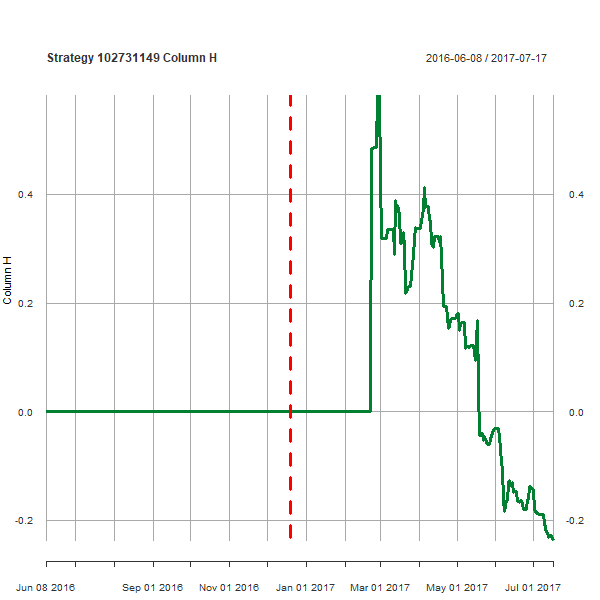 Strategy 102731149 Column H
2016-06-08 / 2017-07-17
0.4
0.4
0.2
0.2
0.0
0.0
-0.2
-0.2
Column H
Jun 08 2016
Sep 01 2016
Nov 01 2016
Jan 01 2017
Mar 01 2017
May 01 2017
Jul 01 2017